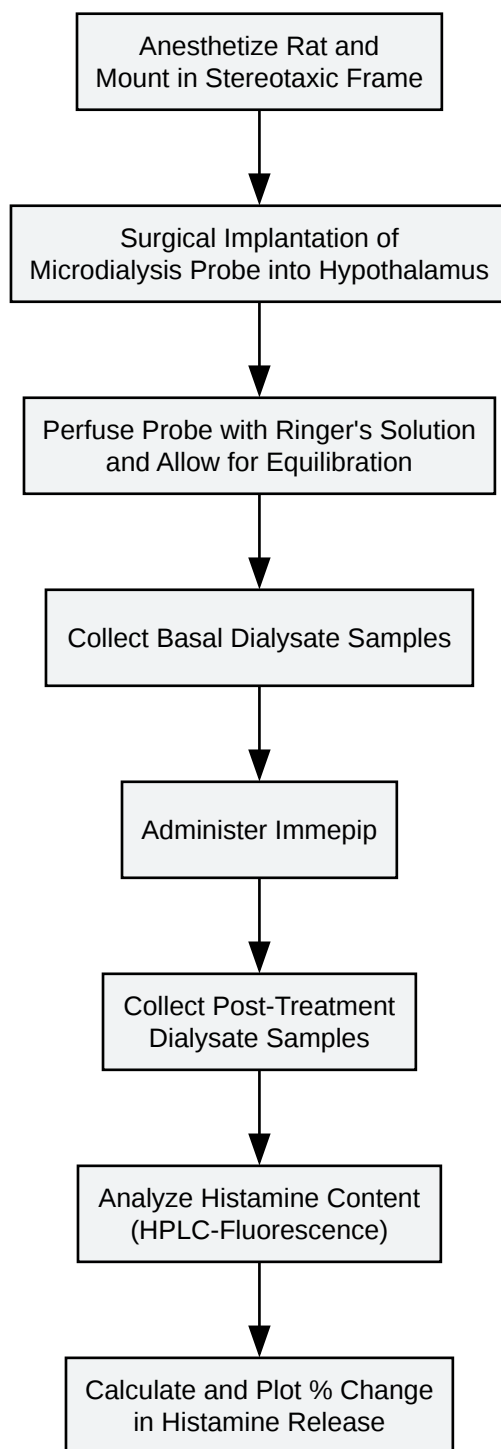 Anesthetize Rat and
Mount in Stereotaxic Frame
Surgical Implantation of
Microdialysis Probe into Hypothalamus
Perfuse Probe with Ringer's Solution
and Allow for Equilibration
Collect Basal Dialysate Samples
Administer Immepip
Collect Post-Treatment
Dialysate Samples
Analyze Histamine Content
(HPLC-Fluorescence)
Calculate and Plot % Change
in Histamine Release